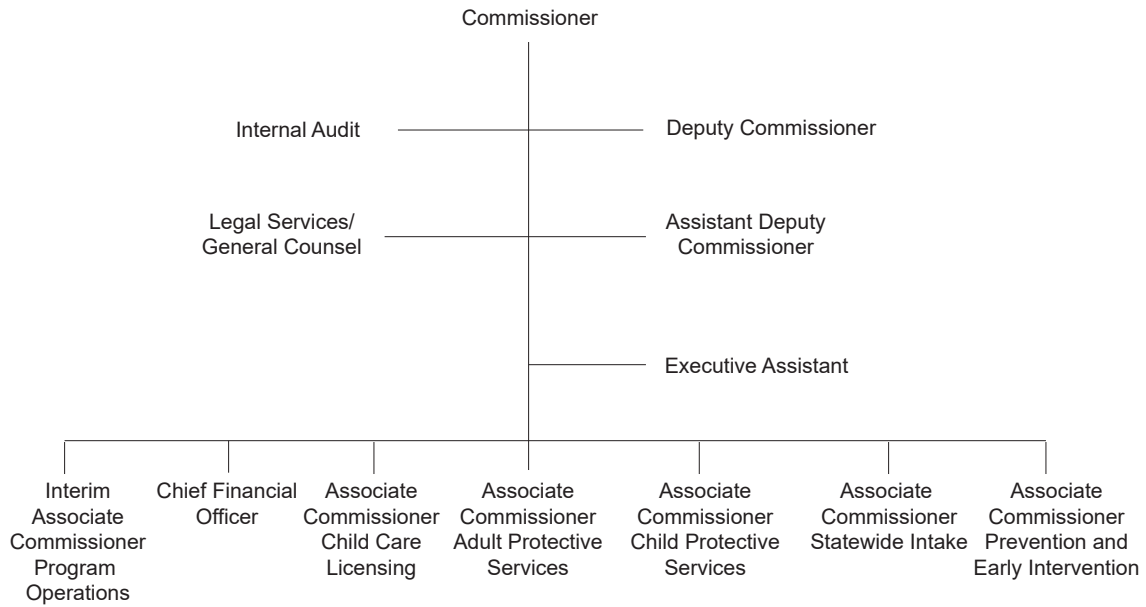 Commissioner
Internal Audit
Deputy Commissioner
Legal Services/
General Counsel
Assistant Deputy
Commissioner
Executive Assistant
Interim
Associate
Commissioner
Program
Operations
Chief Financial
Officer
Associate
Commissioner
Child Care
Licensing
Associate
Commissioner
Adult Protective
Services
Associate
Commissioner
Child Protective
Services
Associate
Commissioner
Statewide Intake
Associate
Commissioner
Prevention and
Early Intervention